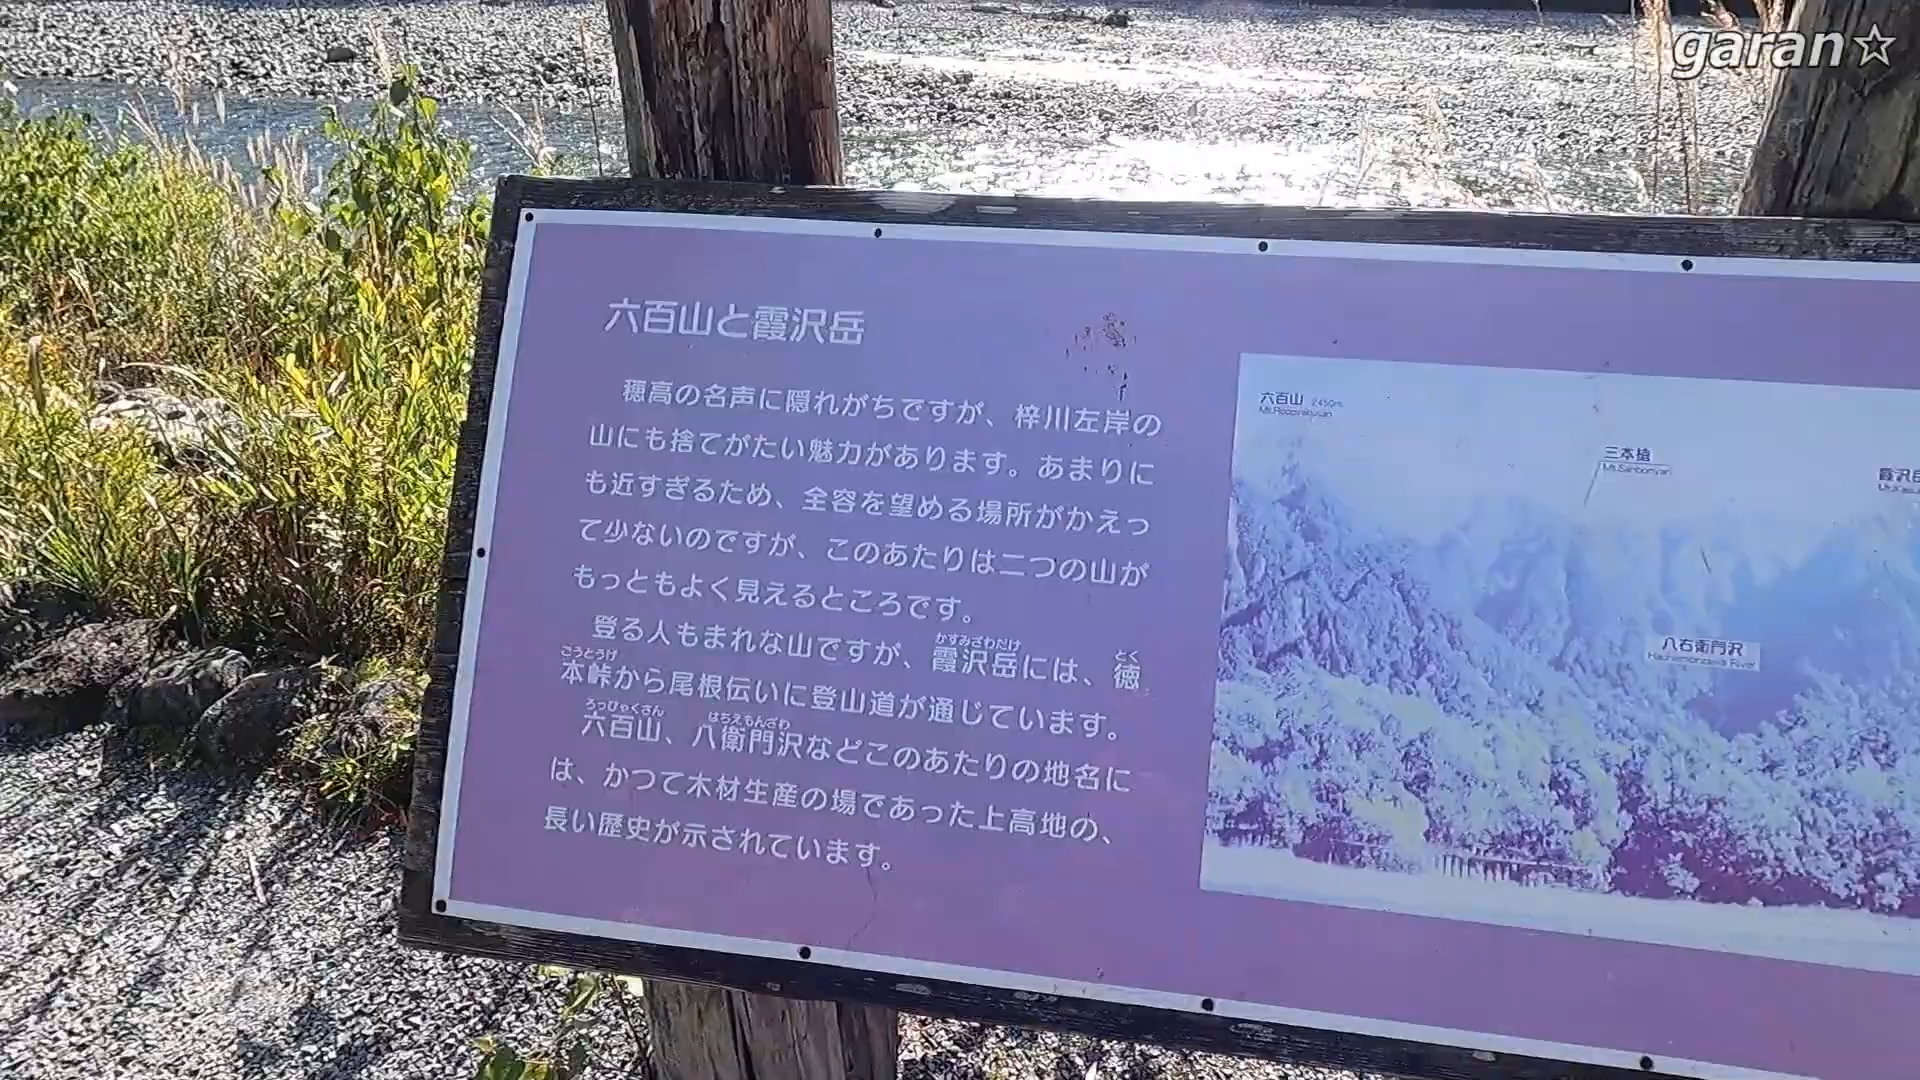 garan☆
六百山と霞沢岳
穂高の名声に隠れがちですが、梓川左岸の
山にも捨てがたい魅力があります。あまりに
も近すぎるため、全容を望める場所がかえっ
て少ないのですが、このあたりは二つの山が
もっともよく見えるところです。
登る人もまれな山ですが、霞沢岳には、徳
かすみざわだけ とく
本峠から尾根伝いに登山道が通じています。
ごうとうげ
六百山、八衛門沢などこのあたりの地名に
ろっぴゃくさん はちえもんざわ
は、かつて木材生産の場であった上高地の、
長い歴史が示されています。
六百山 2450m
Mt.Roppyakusan
三本槍
Mt.Sanbonyari
霞沢
八右衛門沢
Hachiemonzawa River